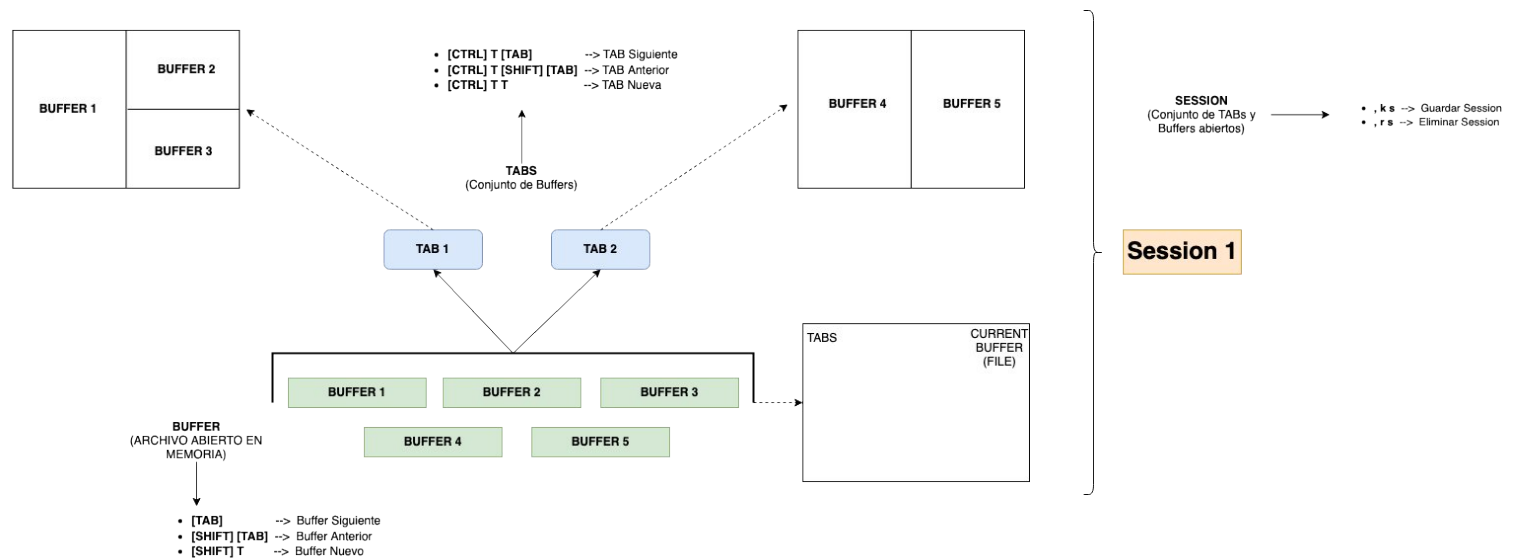 BUFFER 1
BUFFER 2
BUFFER 3
• [CTRL] T [TAB] --> TAB Siguiente
• [CTRL] T [SHIFT] [TAB] --> TAB Anterior
• [CTRL] T T --> TAB Nueva
TABS
(Conjunto de Buffers)
BUFFER 4
BUFFER 5
SESSION
(Conjunto de TABs y
Buffers abiertos)
• , k s --> Guardar Session
• , r s --> Eliminar Session
TAB 1
TAB 2
Session 1
BUFFER 1
BUFFER 2
BUFFER 3
BUFFER 4
BUFFER 5
TABS
CURRENT
BUFFER
(FILE)
BUFFER
(ARCHIVO ABIERTO EN
MEMORIA)
• [TAB] --> Buffer Siguiente
• [SHIFT] [TAB] --> Buffer Anterior
• [SHIFT] T --> Buffer Nuevo